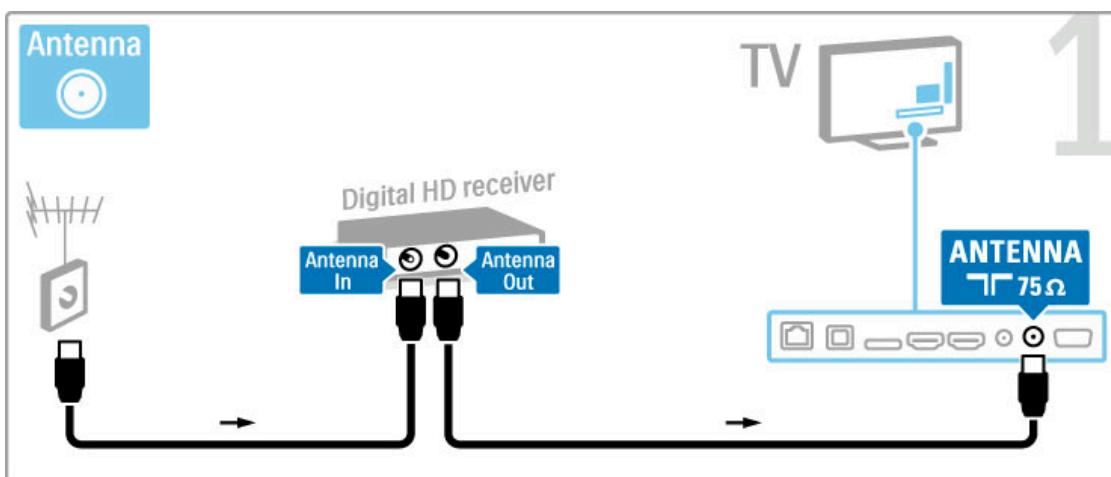 Antenna
TV
1
Digital HD receiver
Antenna
In
Antenna
Out
ANTENNA
75 Ω